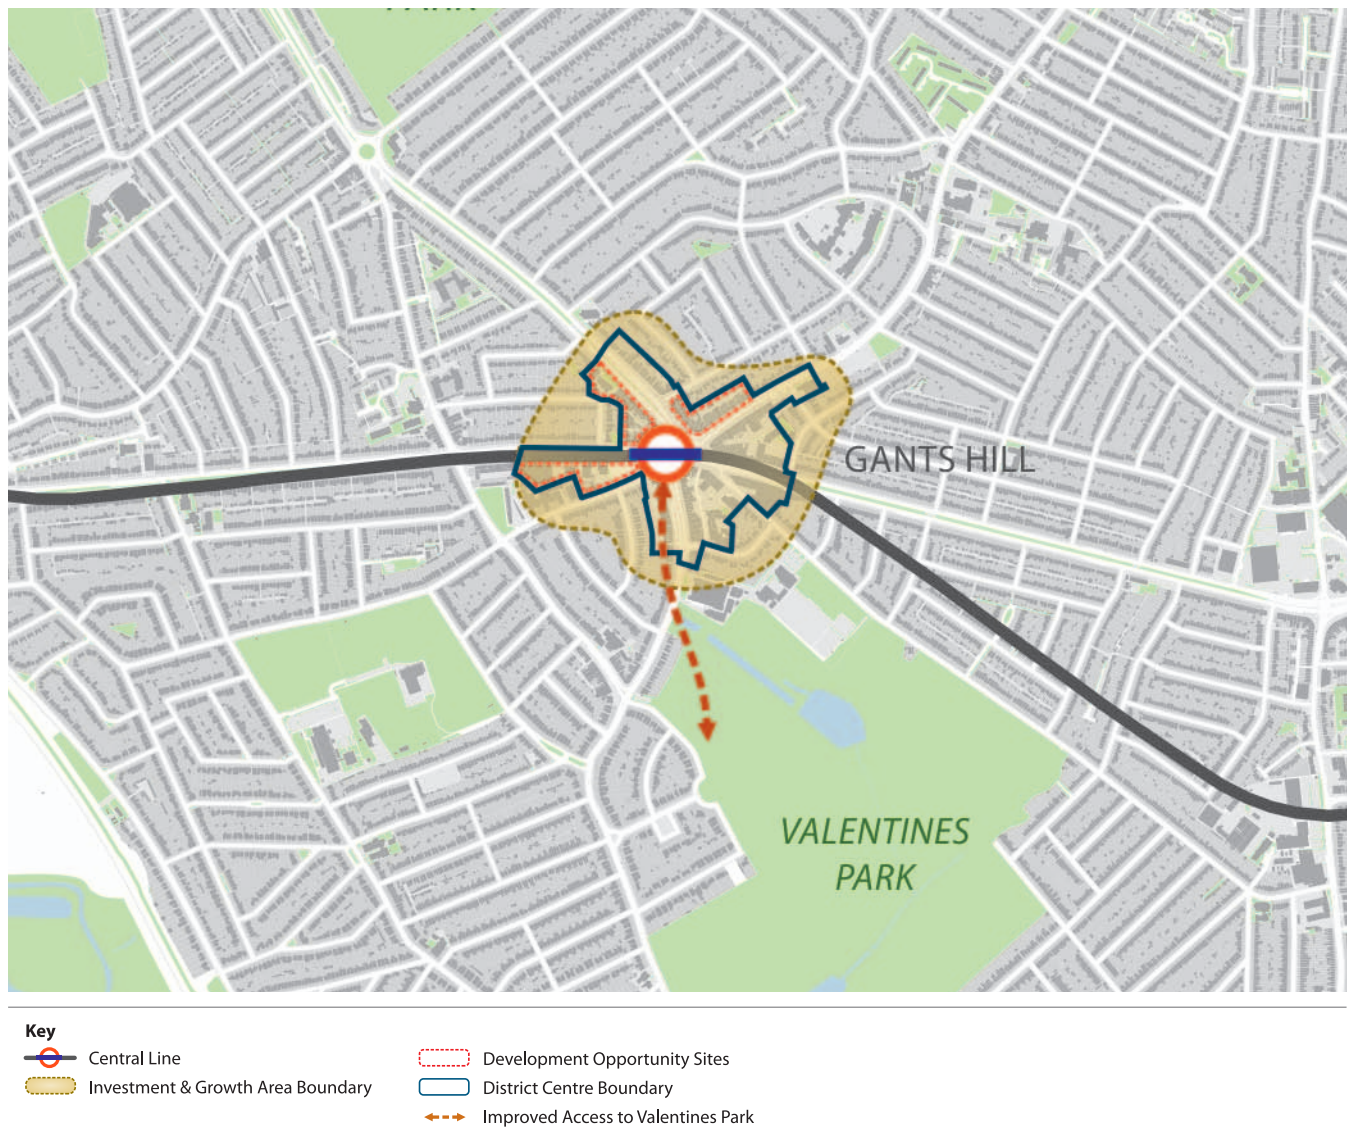 PARK
GANTS HILL
VALENTINES
PARK
Key
Central Line
Investment & Growth Area Boundary
Development Opportunity Sites
District Centre Boundary
Improved Access to Valentines Park